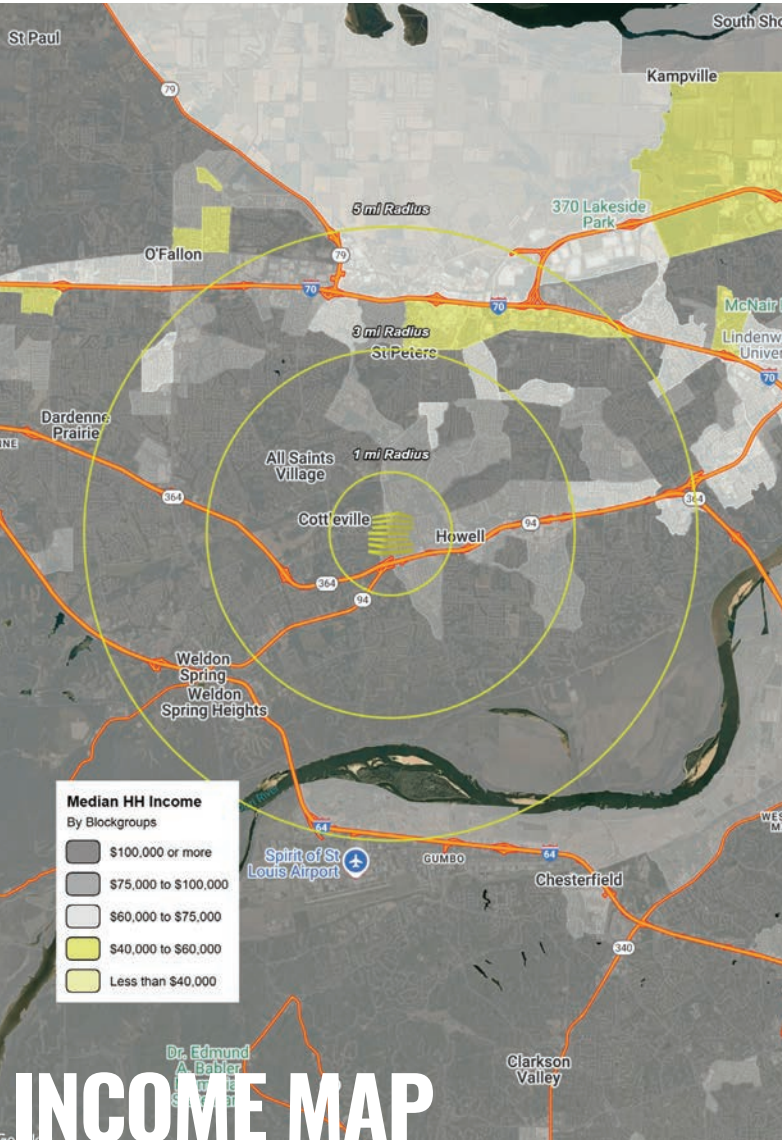 South Sho
St Paul
Kampville
79
5 mi Radius
370 Lakeside
Park
O'Fallon
79
70
70
McNair
3 mi Radius
St Peters
Lindenw
Univer
70
Dardenne
Prairie
NE
1 mi Radius
All Saints
Village
364
364
Cottleville
94
Howell
364
94
Weldon
Spring
Weldon
Spring Heights
Median HH Income
By Blockgroups
$100,000 or more
$75,000 to $100,000
$60,000 to $75,000
$40,000 to $60,000
Less than $40,000
64
WES
Spirit of St
Louis Airport
GUMBO
64
Chesterfield
340
Dr. Edmund
A. Babler
Clarkson
Valley
INCOME MAP